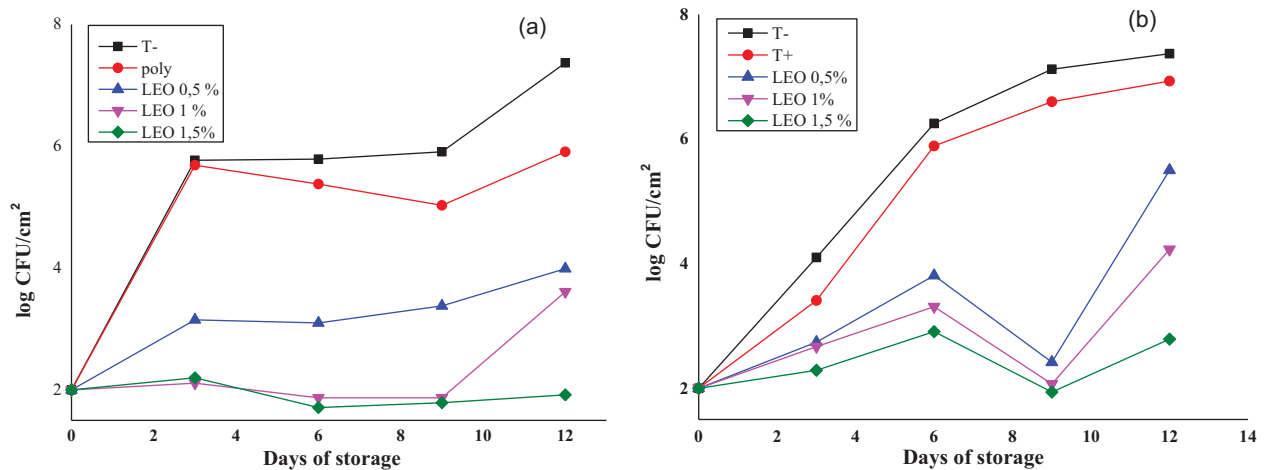 (a)
T-
poly
LEO 0,5 %
LEO 1 %
LEO 1,5%
8
6
4
2
log CFU/cm²
0 2 4 6 8 10 12
Days of storage
(b)
T-
T+
LEO 0,5%
LEO 1%
LEO 1,5 %
8
6
4
2
log CFU/cm²
0 2 4 6 8 10 12 14
Days of storage